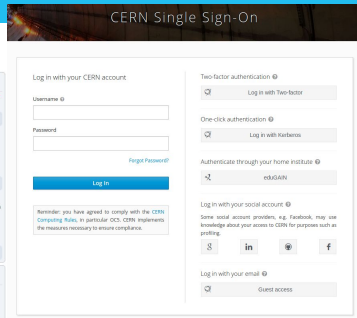 CERN Single Sign-On
Log in with your CERN account
Username
Password
Forgot Password?
Log in
Reminder: you have agreed to comply with the CERN
Computing Rules, in particular OC5. CERN implements
the measures necessary to ensure compliance.
Two-factor authentication
Log in with Two-factor
One-click authentication
Log in with Kerberos
Authenticate through your home institute
eduGAIN
Log in with your social account
Some social account providers, e.g. Facebook, may use
knowledge about your access to CERN for purposes such as
profiling.
Log in with your email
Guest access